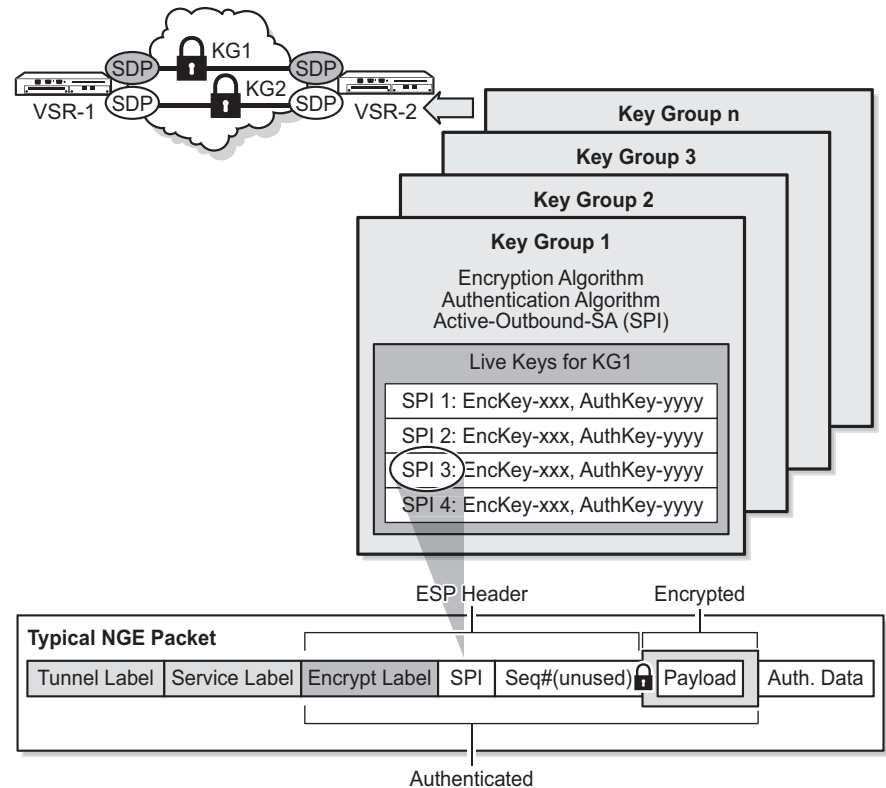 SDP
KG1
SDP
VSR-1
SDP
KG2
SDP
VSR-2
Key Group n
Key Group 3
Key Group 2
Key Group 1
Encryption Algorithm
Authentication Algorithm
Active-Outbound-SA (SPI)
Live Keys for KG1
SPI 1: EncKey-xxx, AuthKey-yyyy
SPI 2: EncKey-xxx, AuthKey-yyyy
SPI 3: EncKey-xxx, AuthKey-yyyy
SPI 4: EncKey-xxx, AuthKey-yyyy
ESP Header
Encrypted
Typical NGE Packet
Tunnel Label
Service Label
Encrypt Label
SPI
Seq#(unused)
Payload
Auth. Data
Authenticated